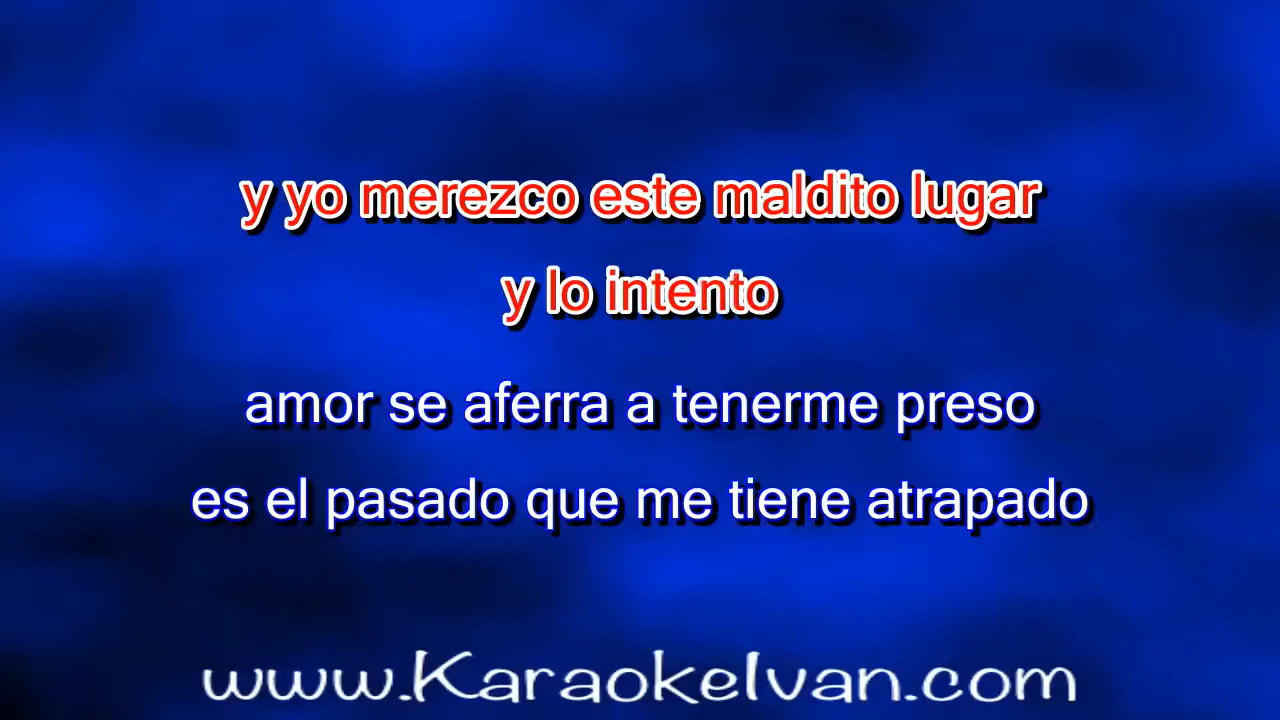 y yo merezco este maldito lugar
y lo intento
amor se aferra a tenerme preso
es el pasado que me tiene atrapado
www.KaraokeIvan.com